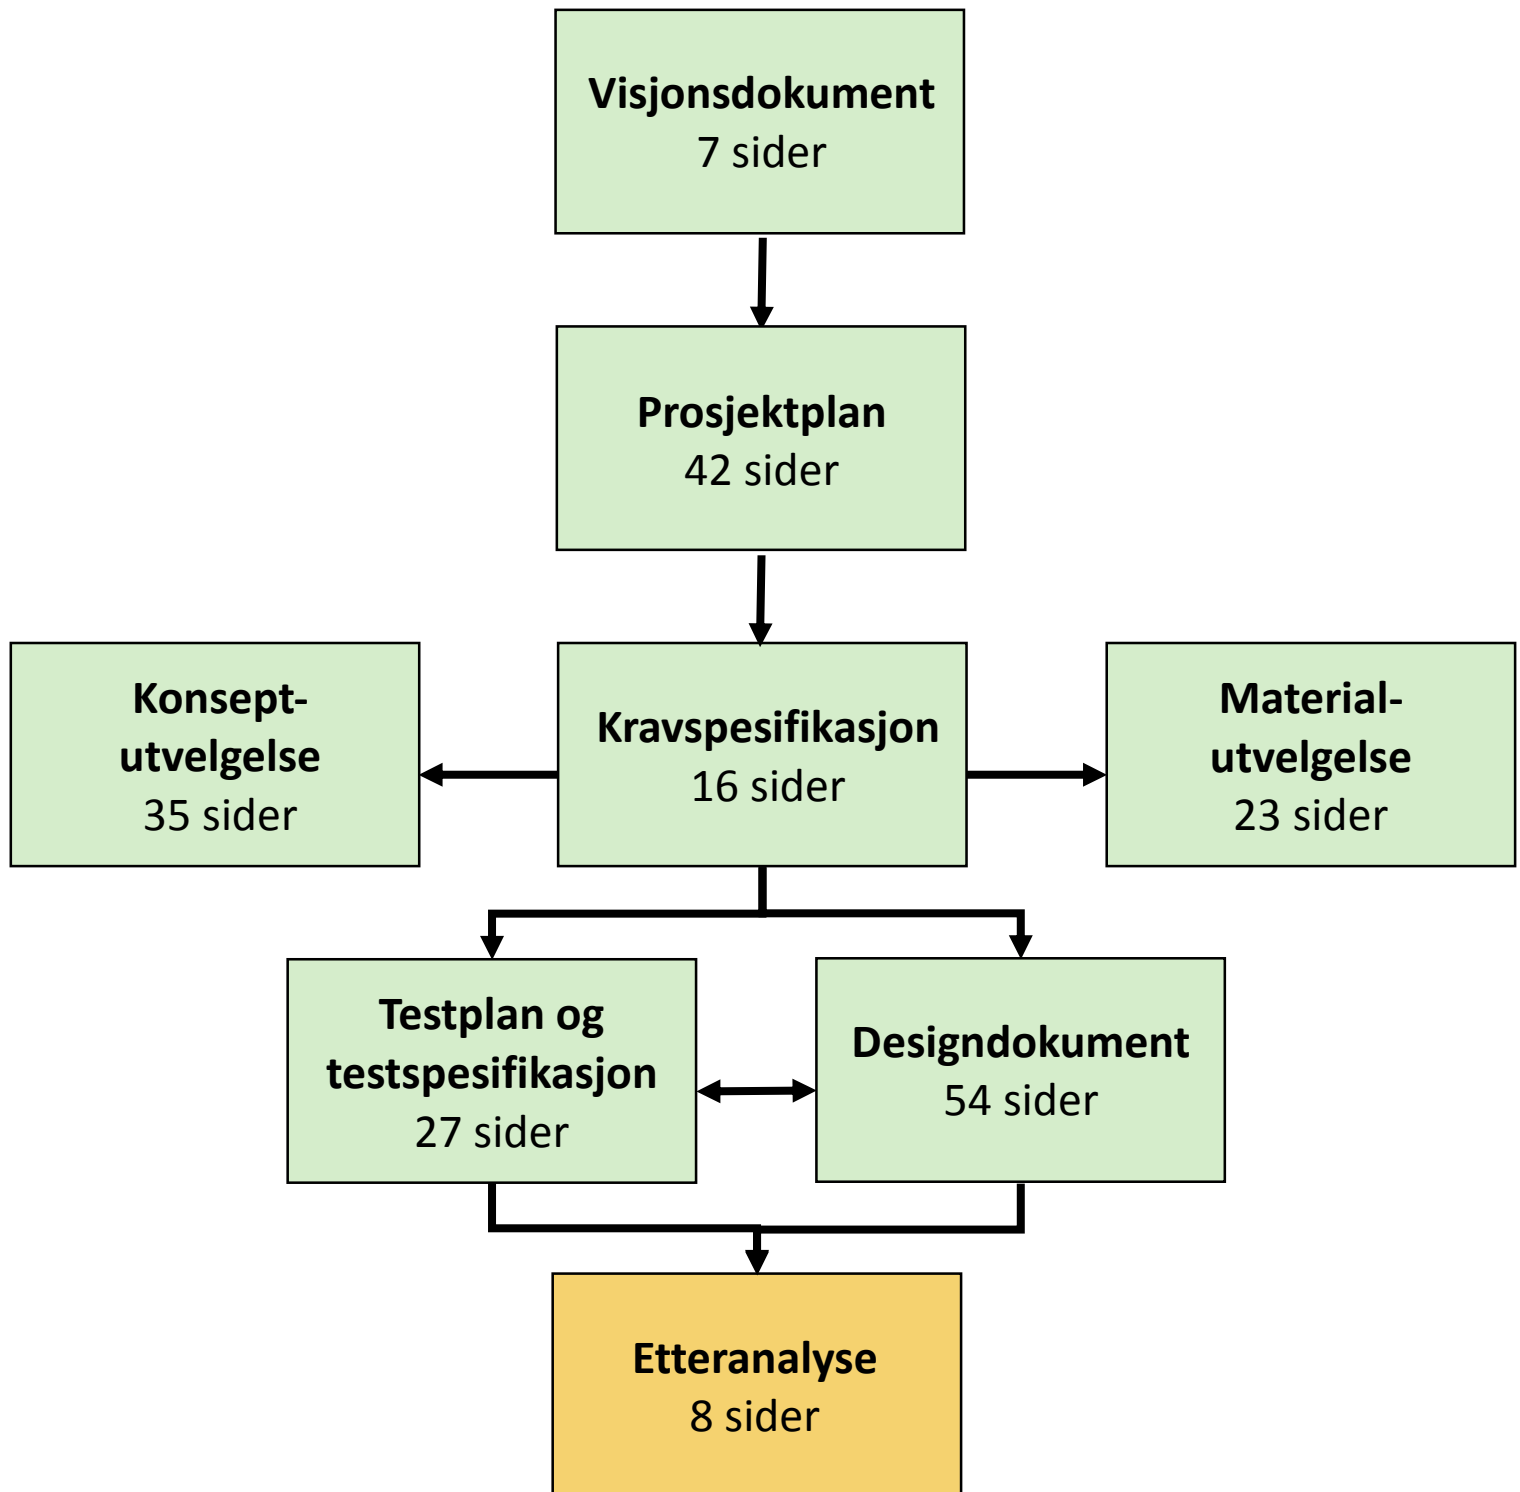 Visjonsdokument
7 sider
Prosjektplan
42 sider
Konsept-
utvelgelse
35 sider
Kravspesifikasjon
16 sider
Material-
utvelgelse
23 sider
Testplan og
testspesifikasjon
27 sider
Designdokument
54 sider
Etteranalyse
8 sider